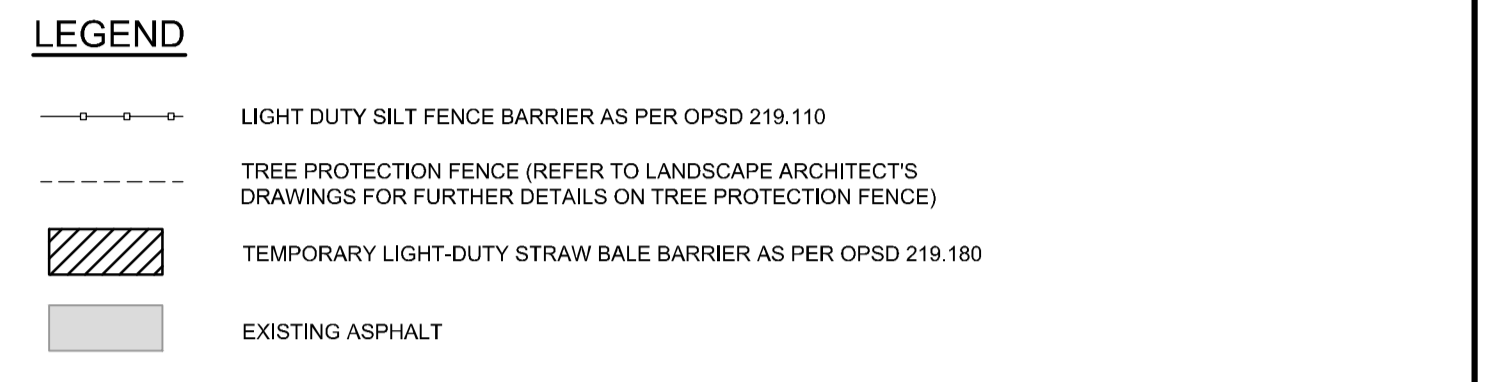 LEGEND
LIGHT DUTY SILT FENCE BARRIER AS PER OPSD 219.110
TREE PROTECTION FENCE (REFER TO LANDSCAPE ARCHITECT'S
DRAWINGS FOR FURTHER DETAILS ON TREE PROTECTION FENCE)
TEMPORARY LIGHT-DUTY STRAW BALE BARRIER AS PER OPSD 219.180
EXISTING ASPHALT